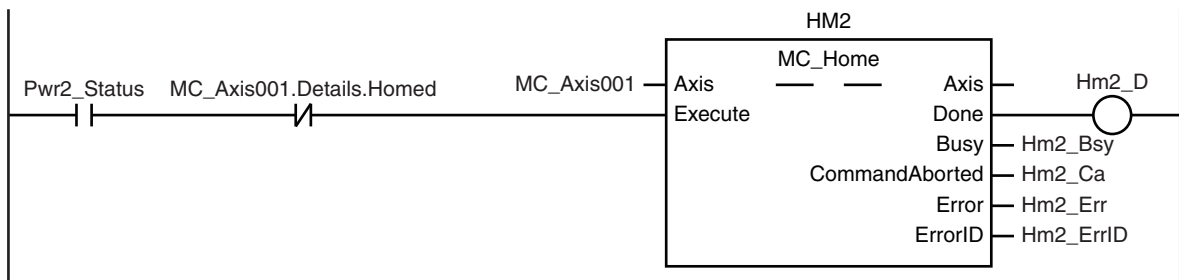 HM2
MC_Home
Pwr2_Status MC_Axis001.Details.Homed MC_Axis001 Axis Axis Hm2_D
Execute Done
Busy Hm2_Bsy
CommandAborted Hm2_Ca
Error Hm2_Err
ErrorID Hm2_ErrID